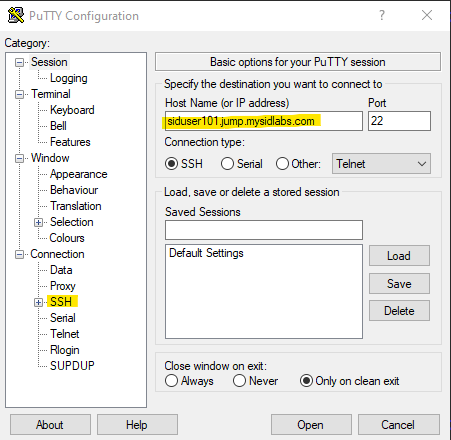 PuTTY Configuration
?
×
Category:
Session
Logging
Terminal
Keyboard
Bell
Features
Window
Appearance
Behaviour
Translation
Selection
Colours
Connection
Data
Proxy
SSH
Serial
Telnet
Rlogin
SUPDUP
Basic options for your PuTTY session
Specify the destination you want to connect to
Host Name (or IP address) Port
siduser101.jump.mysidlabs.com 22
Connection type:
SSH Serial Other: Telnet
Load, save or delete a stored session
Saved Sessions
Default Settings
Load
Save
Delete
Close window on exit:
Always Never Only on clean exit
About Help Open Cancel